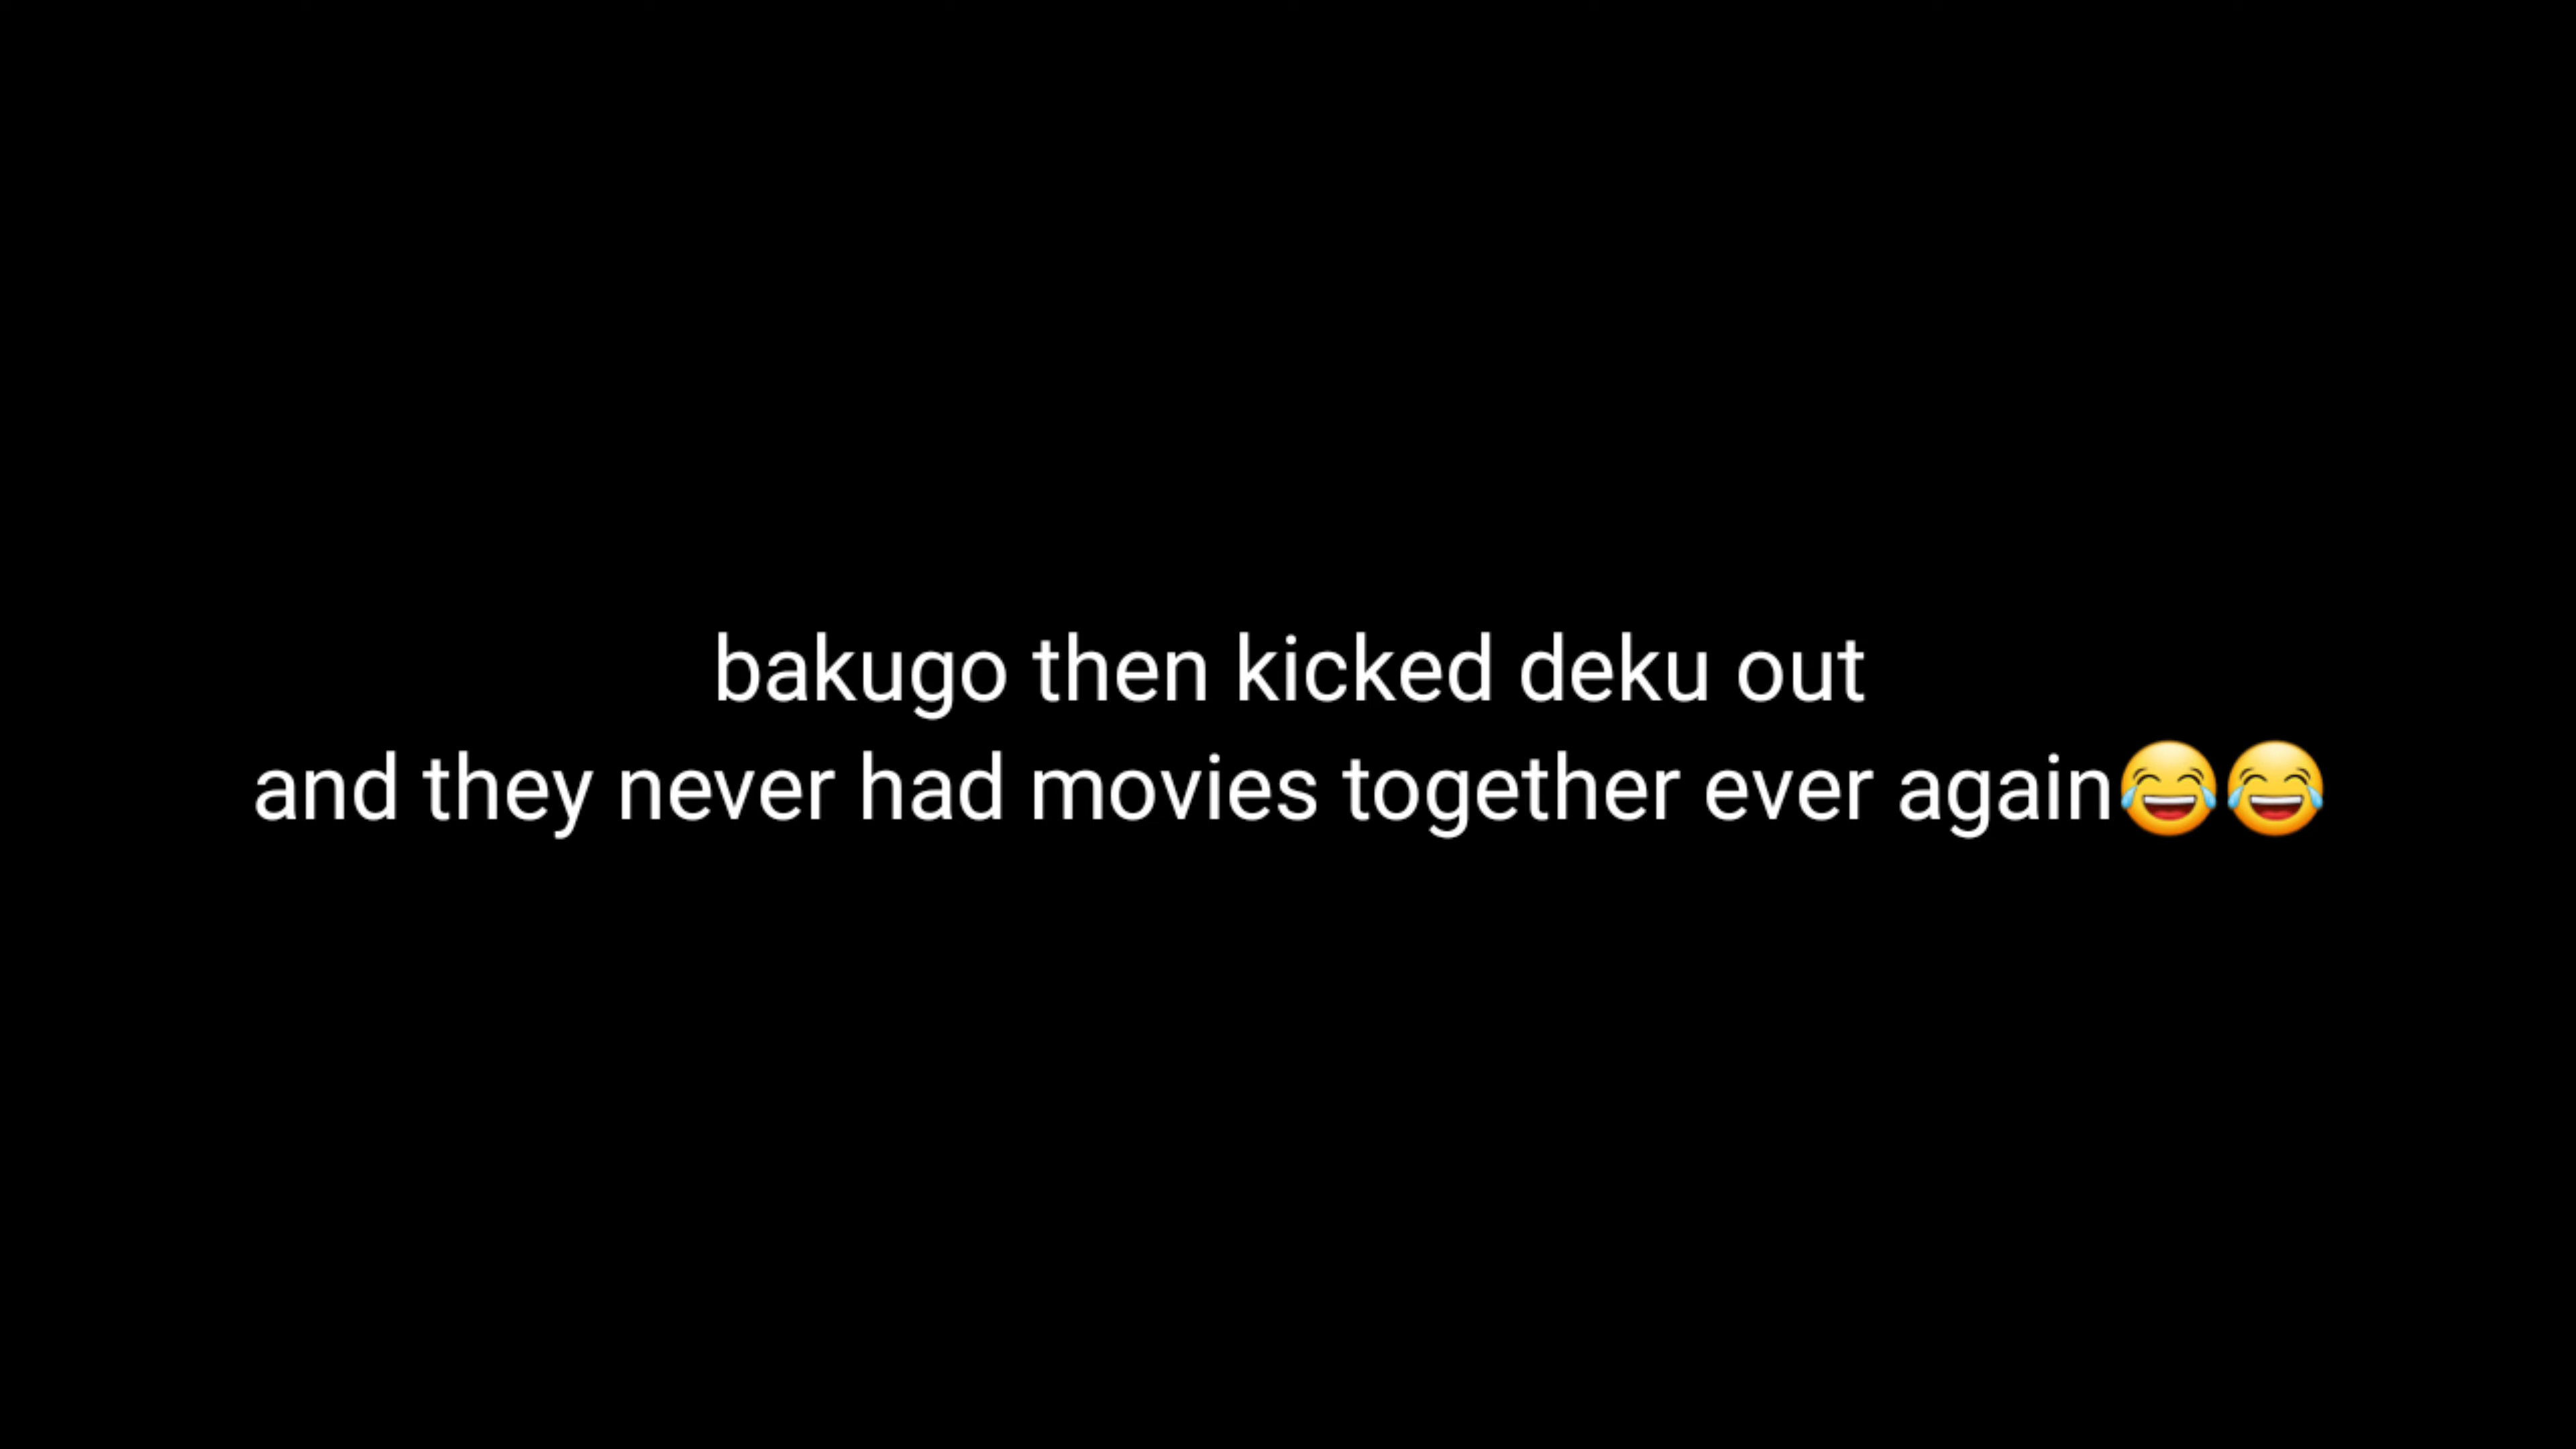 bakugo then kicked deku out
and they never had movies together ever again😂😂